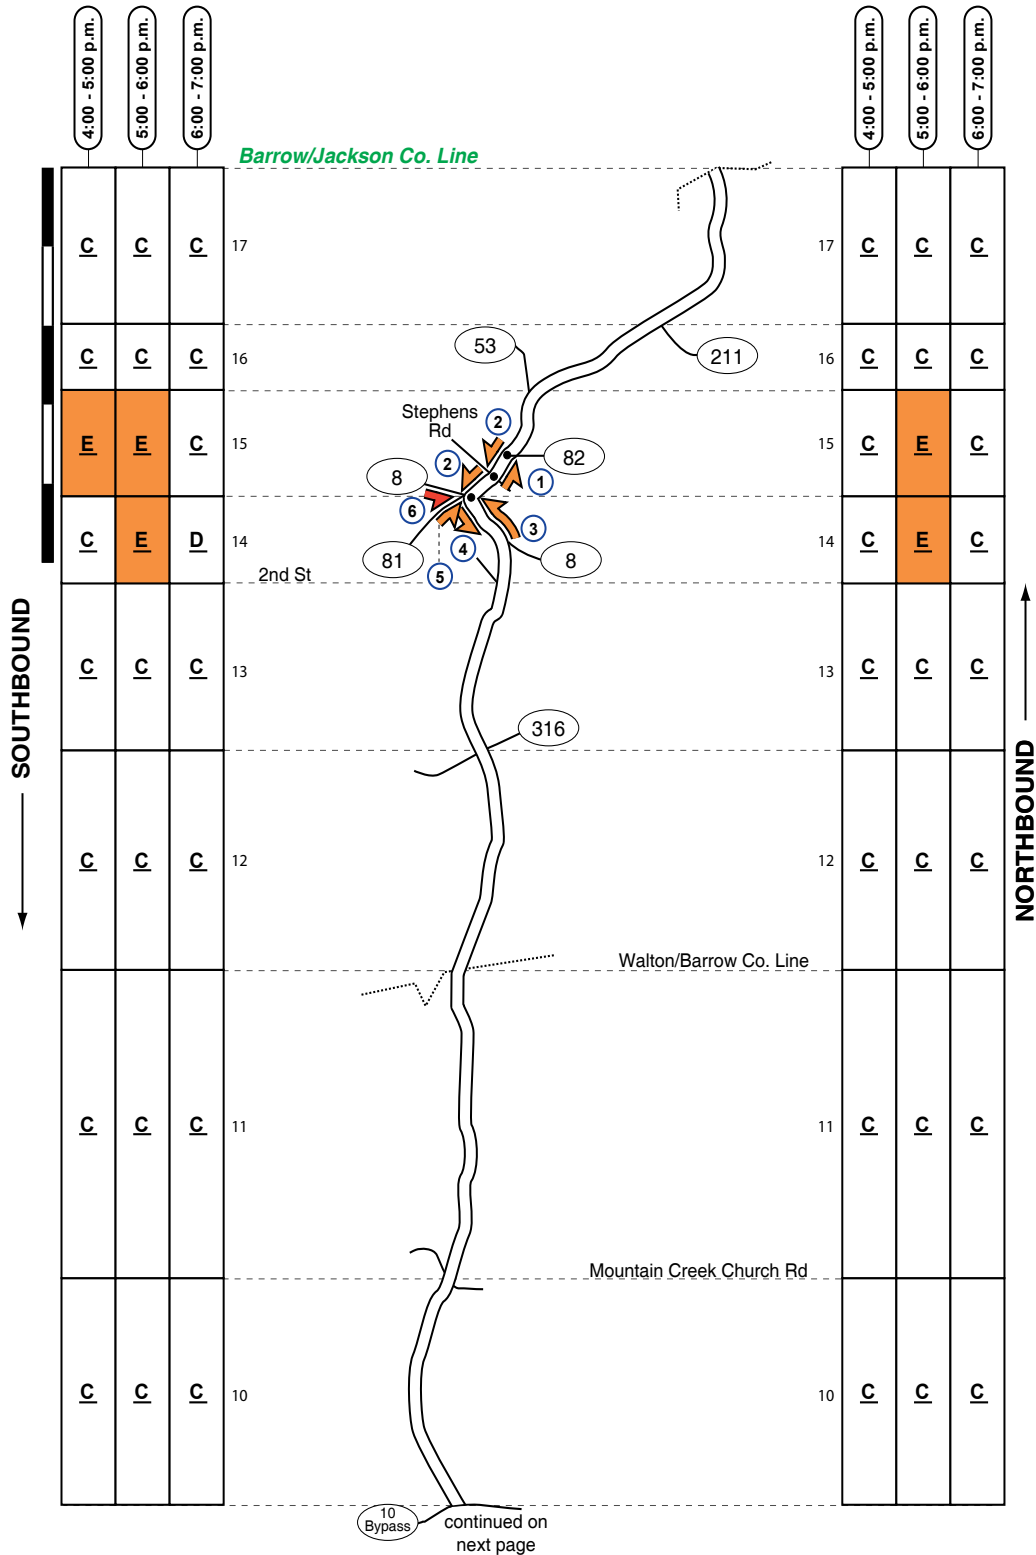 4:00 - 5:00 p.m.
5:00 - 6:00 p.m.
6:00 - 7:00 p.m.
4:00 - 5:00 p.m.
5:00 - 6:00 p.m.
6:00 - 7:00 p.m.
Barrow/Jackson Co. Line
C C C 17 17 C C C
53
211
C C C 16 16 C C C
Stephens
Rd
2
E E C 15 15 C E C
2
82
8
1
6
3
C E D 14 14 C E C
81
4
8
5
2nd St
SOUTHBOUND
NORTHBOUND
C C C 13 13 C C C
316
C C C 12 12 C C C
Walton/Barrow Co. Line
C C C 11 11 C C C
Mountain Creek Church Rd
C C C 10 10 C C C
10
Bypass
continued on
next page